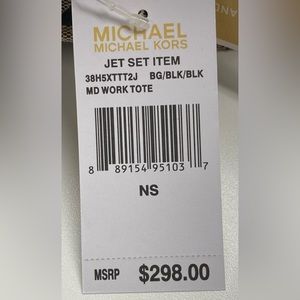 MICHAEL
MICHAEL KORS
JET SET ITEM
38H5XTTT2J BG/BLK/BLK
MD WORK TOTE
8 89154 95103 7
NS
MSRP $298.00